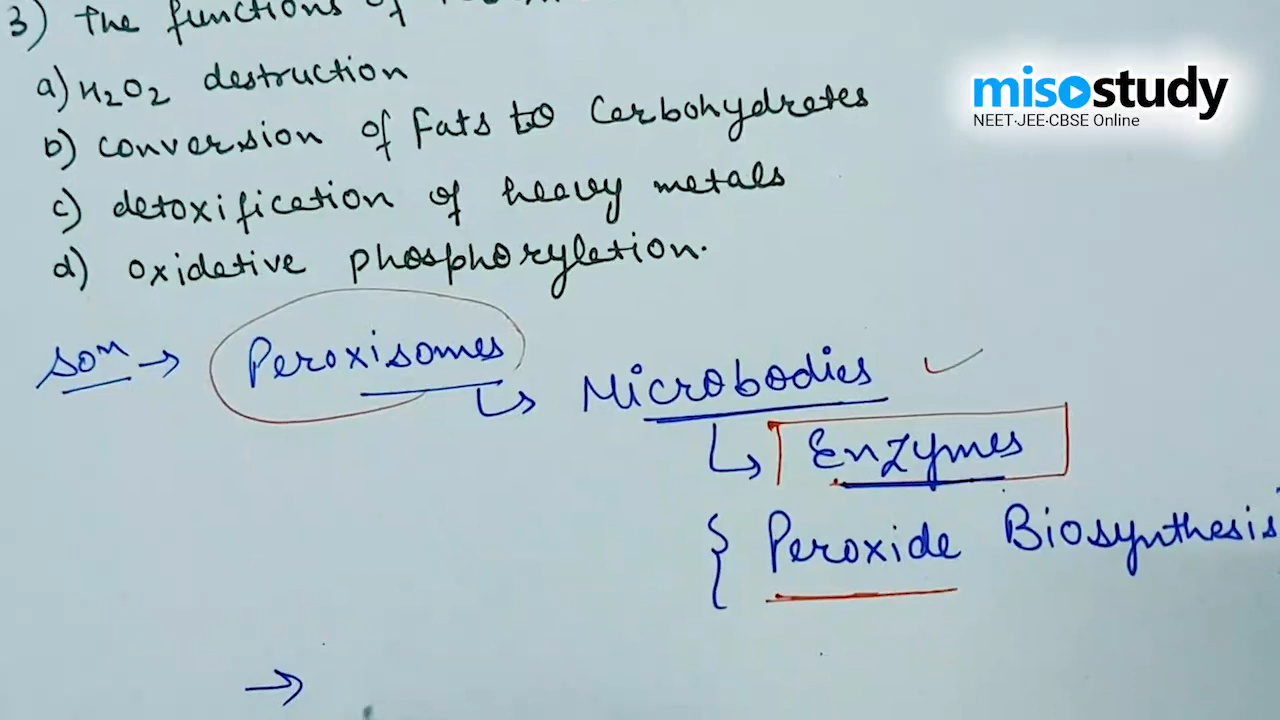 3) The functions of
a) H2O2 destruction
b) conversion of fats to Carbohydrates
c) detoxification of heavy metals
d) oxidative phosphorylation.
misostudy
NEET·JEE·CBSE Online
Som → Peroxisomes
↳ Microbodies ✓
↳ Enzymes
{ Peroxide Biosynthesis
→